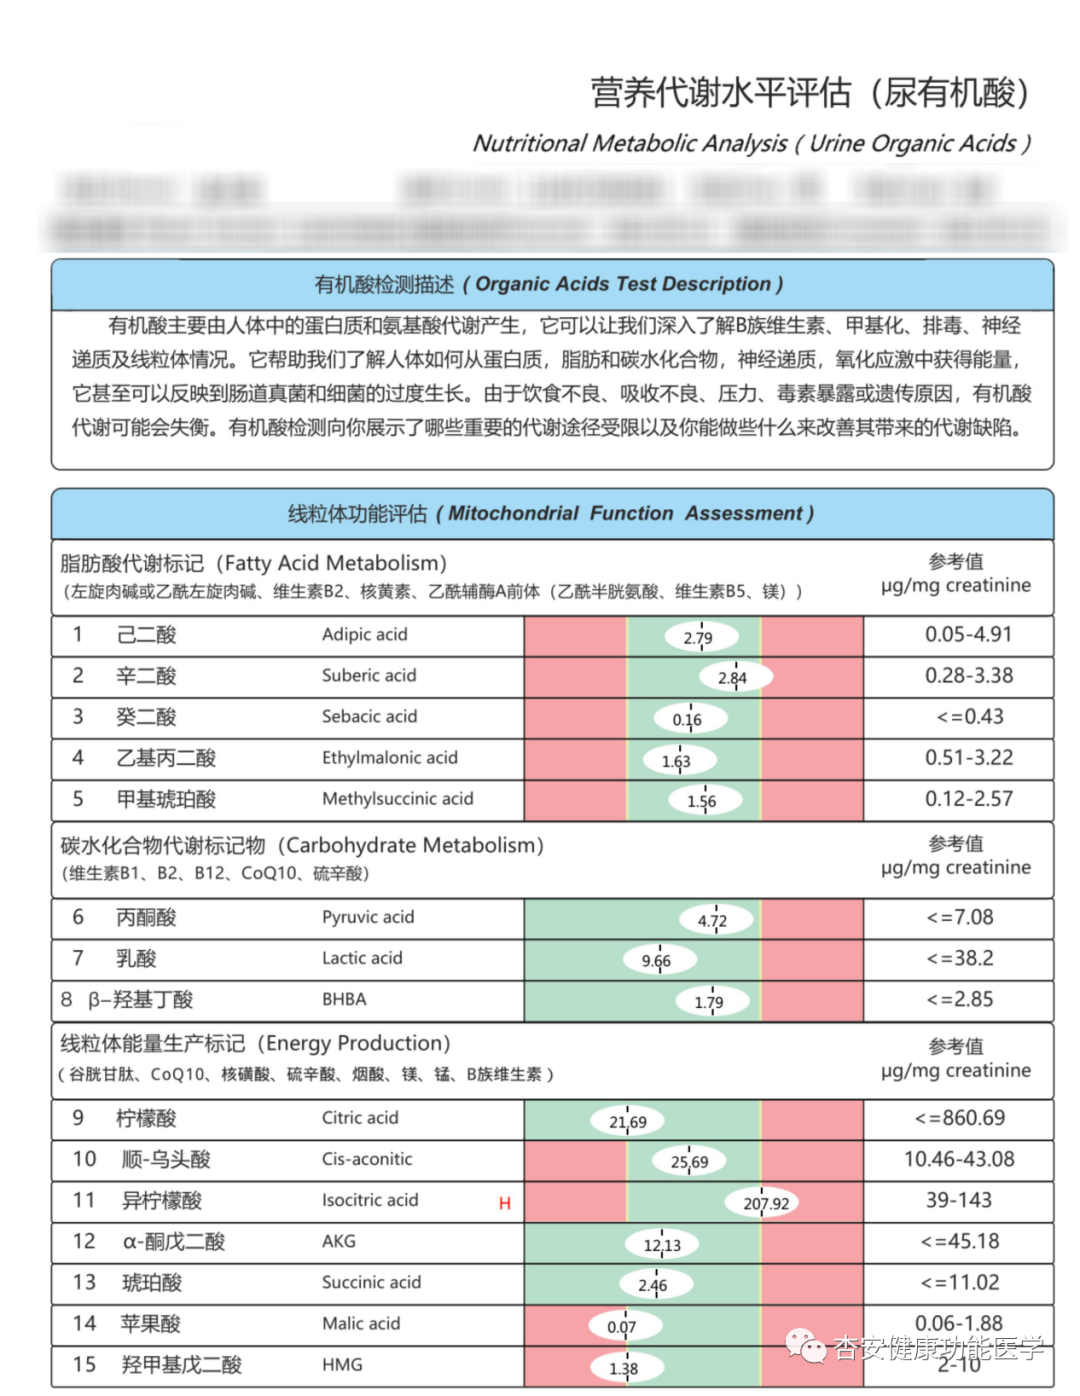 营养代谢水平评估（尿有机酸）
Nutritional Metabolic Analysis ( Urine Organic Acids )
有机酸检测描述 ( Organic Acids Test Description )
有机酸主要由人体中的蛋白质和氨基酸代谢产生，它可以让我们深入了解B族维生素、甲基化、排毒、神经
递质及线粒体情况。它帮助我们了解人体如何从蛋白质，脂肪和碳水化合物，神经递质，氧化应激中获得能量，
它甚至可以反映到肠道真菌和细菌的过度生长。由于饮食不良、吸收不良、压力、毒素暴露或遗传原因，有机酸
代谢可能会失衡。有机酸检测向你展示了哪些重要的代谢途径受限以及你能做些什么来改善其带来的代谢缺陷。
线粒体功能评估 ( Mitochondrial Function Assessment )
脂肪酸代谢标记（Fatty Acid Metabolism） 参考值
（左旋肉碱或乙酰左旋肉碱、维生素B2、核黄素、乙酰辅酶A前体（乙酰半胱氨酸、维生素B5、镁）） μg/mg creatinine
1 己二酸 Adipic acid 2.79 0.05-4.91
2 辛二酸 Suberic acid 2.84 0.28-3.38
3 癸二酸 Sebacic acid 0.16 <=0.43
4 乙基丙二酸 Ethylmalonic acid 1.63 0.51-3.22
5 甲基琥珀酸 Methylsuccinic acid 1.56 0.12-2.57
碳水化合物代谢标记物（Carbohydrate Metabolism） 参考值
（维生素B1、B2、B12、CoQ10、硫辛酸） μg/mg creatinine
6 丙酮酸 Pyruvic acid 4.72 <=7.08
7 乳酸 Lactic acid 9.66 <=38.2
8 β–羟基丁酸 BHBA 1.79 <=2.85
线粒体能量生产标记（Energy Production） 参考值
（谷胱甘肽、CoQ10、核磺酸、硫辛酸、烟酸、镁、锰、B族维生素） μg/mg creatinine
9 柠檬酸 Citric acid 21.69 <=860.69
10 顺-乌头酸 Cis-aconitic 25.69 10.46-43.08
11 异柠檬酸 Isocitric acid H 207.92 39-143
12 α-酮戊二酸 AKG 12.13 <=45.18
13 琥珀酸 Succinic acid 2.46 <=11.02
14 苹果酸 Malic acid 0.07 0.06-1.88
15 羟甲基戊二酸 HMG 1.38 2-10
杏安健康功能医学